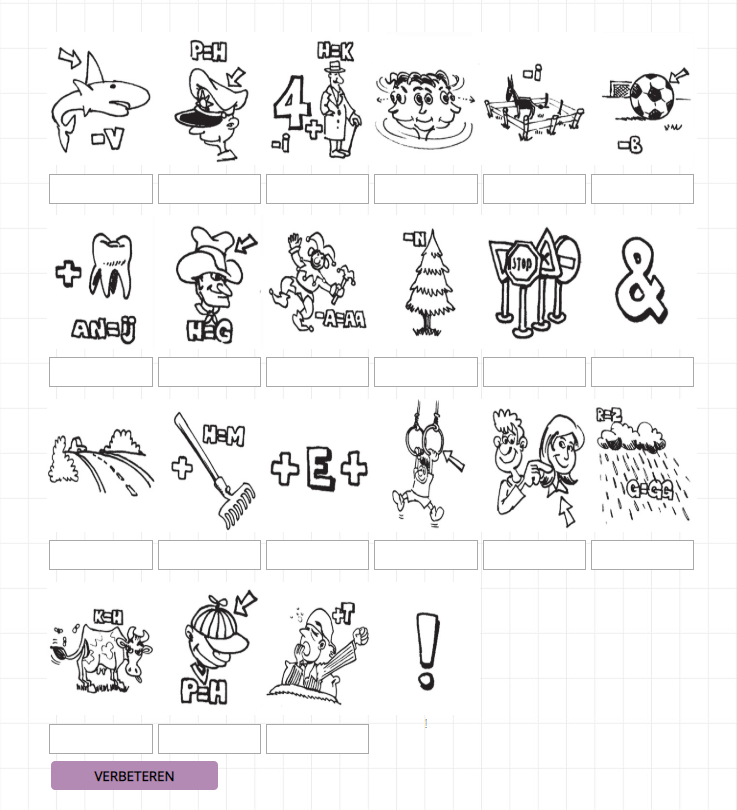 -V
P=H
H=K
4 +
-i
-i
-B
+
AN=ij
H=G
-A=AA
-N
STOP
&
H=M
+
+E+
R=Z
G=GG
K=H
P=H
+T
!
VERBETEREN